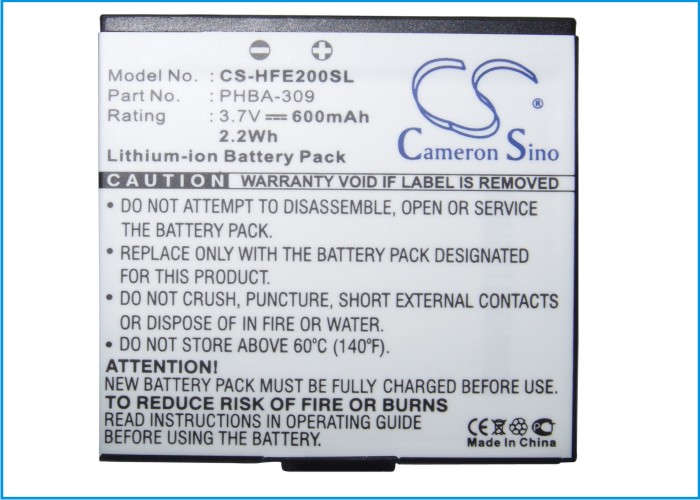 Model No. : CS-HFE200SL
Part No. : PHBA-309
Rating : 3.7V 600mAh
2.2Wh
Lithium-ion Battery Pack
CS ®
Cameron Sino
CAUTION WARRANTY VOID IF LABEL IS REMOVED
• DO NOT ATTEMPT TO DISASSEMBLE, OPEN OR SERVICE
THE BATTERY PACK.
• REPLACE ONLY WITH THE BATTERY PACK DESIGNATED
FOR THIS PRODUCT.
• DO NOT CRUSH, PUNCTURE, SHORT EXTERNAL CONTACTS
OR DISPOSE OF IN FIRE OR WATER.
• DO NOT STORE ABOVE 60°C (140°F).
ATTENTION!
NEW BATTERY PACK MUST BE FULLY CHARGED BEFORE USE
TO REDUCE RISK OF FIRE OR BURNS
READ INSTRUCTIONS IN OPERATING GUIDE
COMPLETELY BEFORE USING THE BATTERY.
CE
Made In China